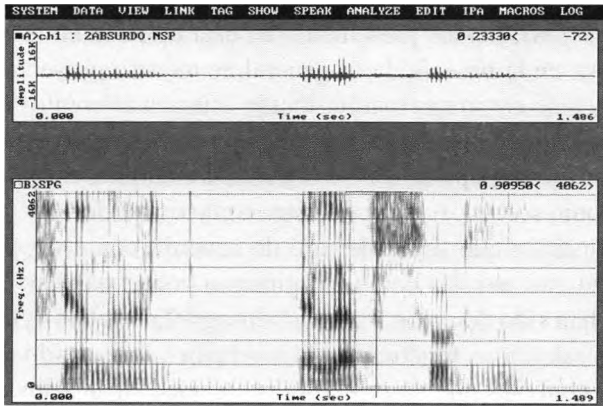 SYSTEM DATA VIEW LINK TAG SHOW SPEAK ANALYZE EDIT IPA MACROS LOG
■A>ch1 : 2ABSURDO.NSP 0.23330< -72>
Amplitude
16K
-16K
0.000 Time (sec) 1.486
□B>SPG 0.90950< 4062>
4062
Freq.(Hz)
0
0.000 Time (sec) 1.489